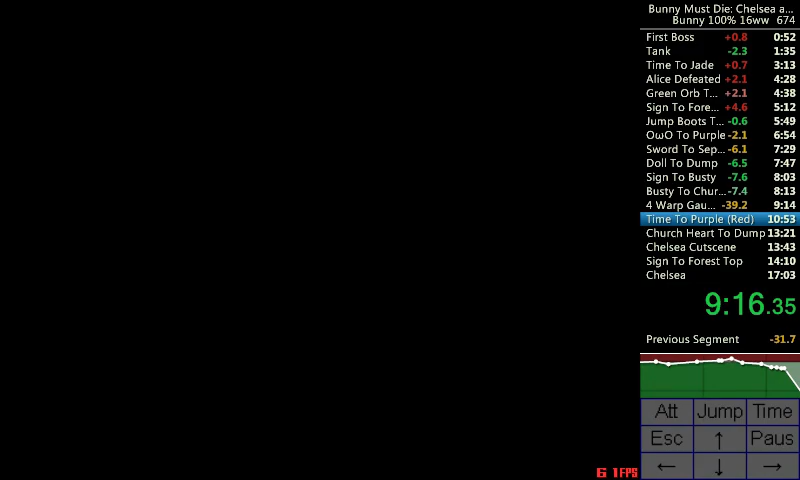 Bunny Must Die: Chelsea a...
Bunny 100% 16ww 674
First Boss +0.8 0:52
Tank -2.3 1:35
Time To Jade +0.7 3:13
Alice Defeated +2.1 4:28
Green Orb T... +2.1 4:38
Sign To Fore... +4.6 5:12
Jump Boots T... -0.6 5:49
OωO To Purple -2.1 6:54
Sword To Sep... -6.1 7:29
Doll To Dump -6.5 7:47
Sign To Busty -7.6 8:03
Busty To Chur... -7.4 8:13
4 Warp Gau... -39.2 9:14
Time To Purple (Red) 10:53
Church Heart To Dump 13:21
Chelsea Cutscene 13:43
Sign To Forest Top 14:10
Chelsea 17:03
9:16.35
Previous Segment -31.7
Att Jump Time
Esc ↑ Paus
← ↓ →
61FPS